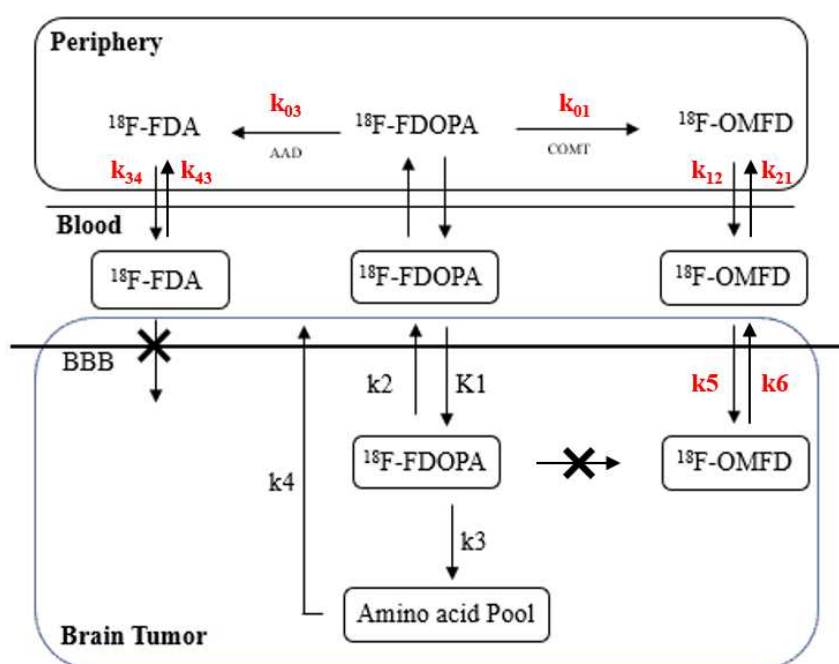 Periphery
k03 k01
18F-FDA 18F-FDOPA 18F-OMFD
AAD COMT
k34 k43 k12 k21
Blood
18F-FDA 18F-FDOPA 18F-OMFD
BBB
k2 K1 k5 k6
18F-FDOPA 18F-OMFD
k4
k3
Amino acid Pool
Brain Tumor